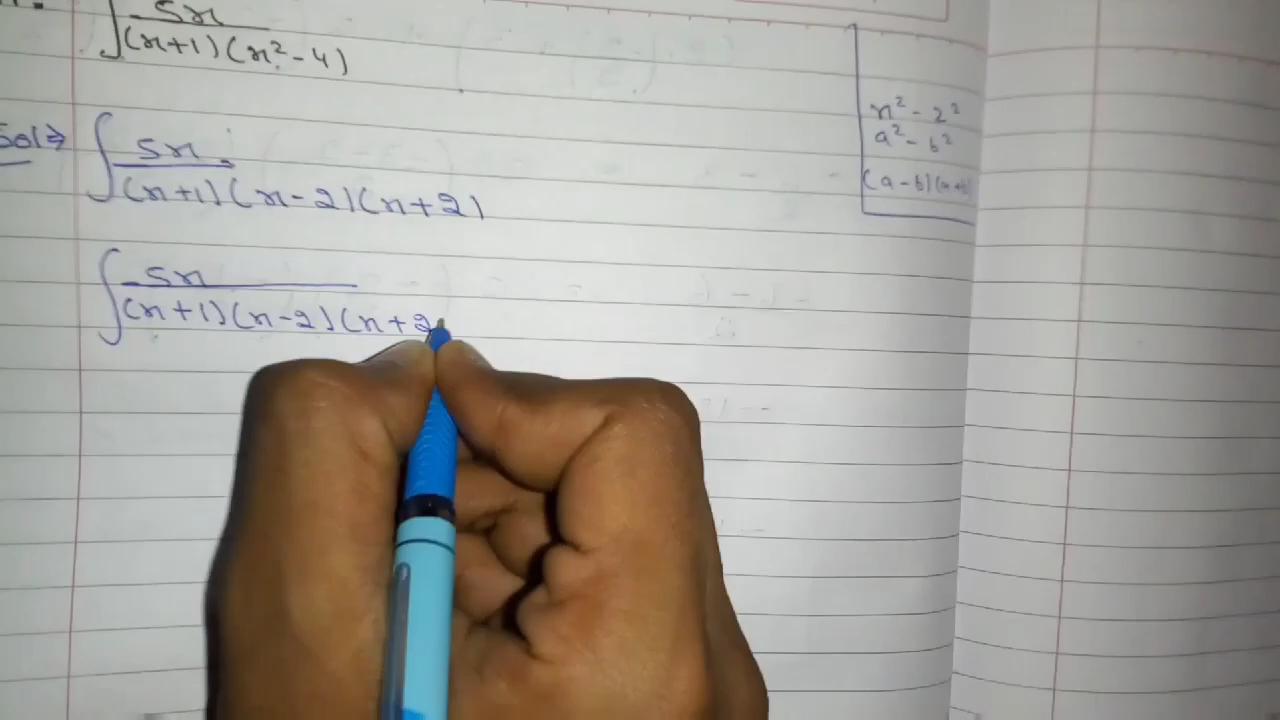 ∫ 5x
(x+1)(x² - 4)
Sol⇒ ∫ 5x
(x+1)(x-2)(x+2)
∫ 5x
(x+1)(x-2)(x+2
x² - 2²
a² - b²
(a-b)(a+b)